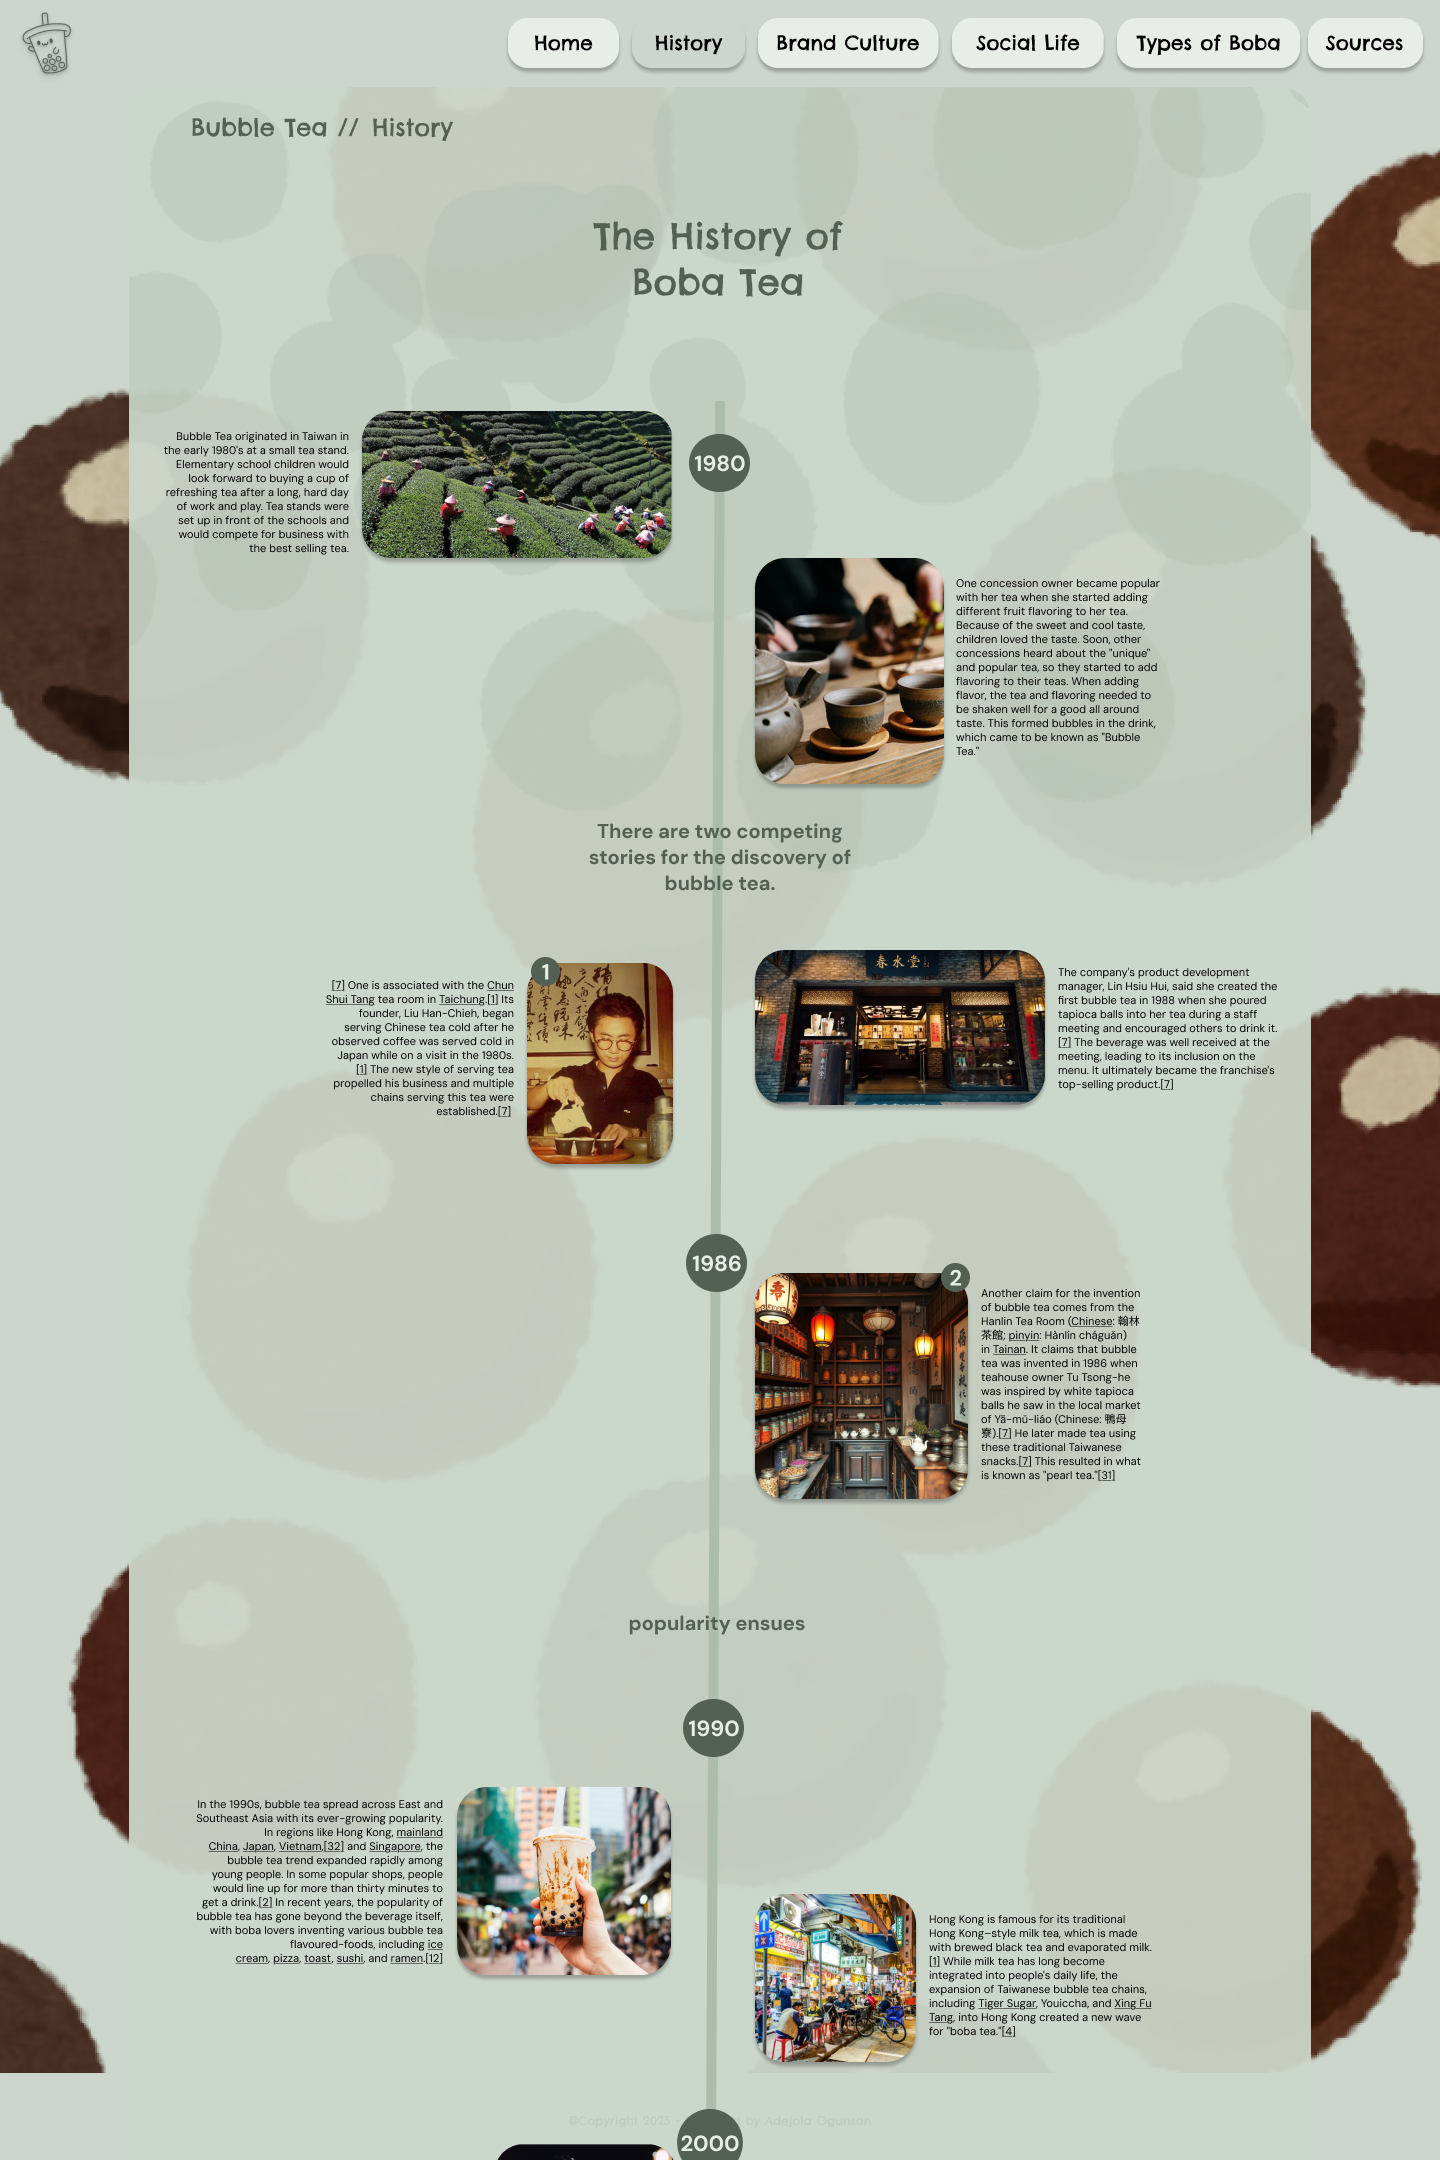 Home
History
Brand Culture
Social Life
Types of Boba
Sources
Bubble Tea // History
The History of
Boba Tea
Bubble Tea originated in Taiwan in
the early 1980's at a small tea stand.
Elementary school children would
look forward to buying a cup of
refreshing tea after a long, hard day
of work and play. Tea stands were
set up in front of the schools and
would compete for business with
the best selling tea.
1980
One concession owner became popular
with her tea when she started adding
different fruit flavoring to her tea.
Because of the sweet and cool taste,
children loved the taste. Soon, other
concessions heard about the "unique"
and popular tea, so they started to add
flavoring to their teas. When adding
flavor, the tea and flavoring needed to
be shaken well for a good all around
taste. This formed bubbles in the drink,
which came to be known as "Bubble
Tea."
There are two competing
stories for the discovery of
bubble tea.
1
[7] One is associated with the Chun
Shui Tang tea room in Taichung.[1] Its
founder, Liu Han-Chieh, began
serving Chinese tea cold after he
observed coffee was served cold in
Japan while on a visit in the 1980s.
[1] The new style of serving tea
propelled his business and multiple
chains serving this tea were
established.[7]
春水堂
The company's product development
manager, Lin Hsiu Hui, said she created the
first bubble tea in 1988 when she poured
tapioca balls into her tea during a staff
meeting and encouraged others to drink it.
[7] The beverage was well received at the
meeting, leading to its inclusion on the
menu. It ultimately became the franchise's
top-selling product.[7]
1986
2
Another claim for the invention
of bubble tea comes from the
Hanlin Tea Room (Chinese: 翰林
茶館; pinyin: Hànlín cháguǎn)
in Tainan. It claims that bubble
tea was invented in 1986 when
teahouse owner Tu Tsong-he
was inspired by white tapioca
balls he saw in the local market
of Yā-mǔ-liáo (Chinese: 鴨母
寮).[7] He later made tea using
these traditional Taiwanese
snacks.[7] This resulted in what
is known as "pearl tea."[31]
popularity ensues
1990
In the 1990s, bubble tea spread across East and
Southeast Asia with its ever-growing popularity.
In regions like Hong Kong, mainland
China, Japan, Vietnam,[32] and Singapore, the
bubble tea trend expanded rapidly among
young people. In some popular shops, people
would line up for more than thirty minutes to
get a drink.[2] In recent years, the popularity of
bubble tea has gone beyond the beverage itself,
with boba lovers inventing various bubble tea
flavoured-foods, including ice
cream, pizza, toast, sushi, and ramen.[12]
Hong Kong is famous for its traditional
Hong Kong–style milk tea, which is made
with brewed black tea and evaporated milk.
[1] While milk tea has long become
integrated into people's daily life, the
expansion of Taiwanese bubble tea chains,
including Tiger Sugar, Youiccha, and Xing Fu
Tang, into Hong Kong created a new wave
for "boba tea."[4]
©Copyright 2025 - by Adejola Ogunsan
2000